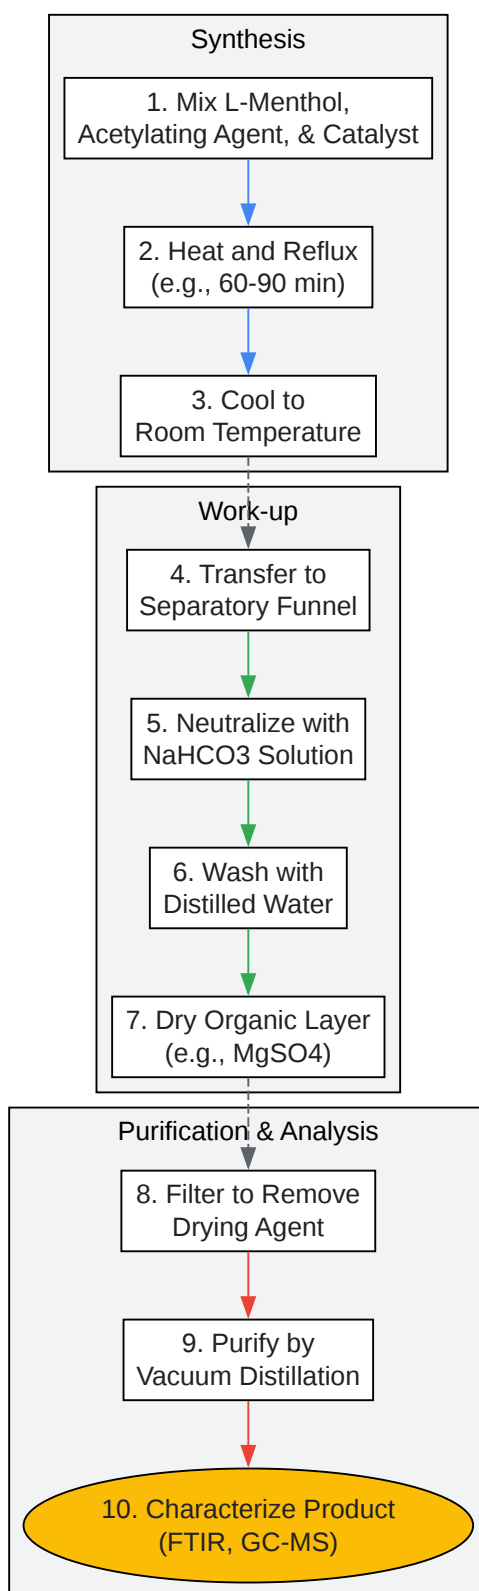 Synthesis
1. Mix L-Menthol,
Acetylating Agent, & Catalyst
2. Heat and Reflux
(e.g., 60-90 min)
3. Cool to
Room Temperature
Work-up
4. Transfer to
Separatory Funnel
5. Neutralize with
NaHCO3 Solution
6. Wash with
Distilled Water
7. Dry Organic Layer
(e.g., MgSO4)
Purification & Analysis
8. Filter to Remove
Drying Agent
9. Purify by
Vacuum Distillation
10. Characterize Product
(FTIR, GC-MS)